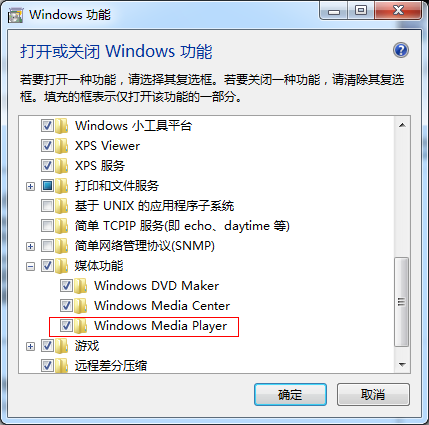 Windows 功能
打开或关闭 Windows 功能
若要打开一种功能，请选择其复选框。若要关闭一种功能，请清除其复选
框。填充的框表示仅打开该功能的一部分。
Windows 小工具平台
XPS Viewer
XPS 服务
打印和文件服务
基于 UNIX 的应用程序子系统
简单 TCPIP 服务(即 echo、daytime 等)
简单网络管理协议(SNMP)
媒体功能
Windows DVD Maker
Windows Media Center
Windows Media Player
游戏
远程差分压缩
确定
取消